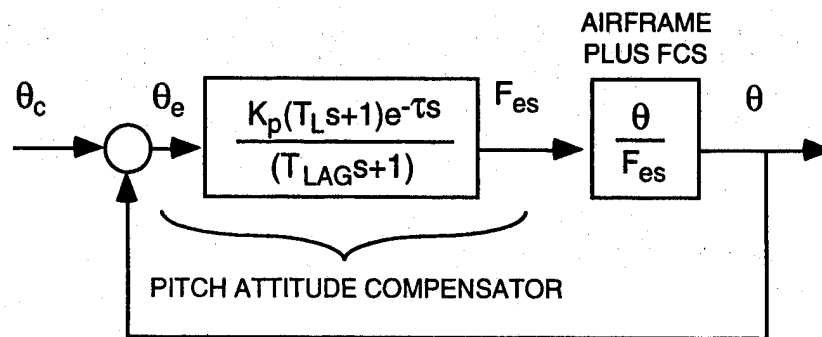 AIRFRAME
PLUS FCS
θc
θe
Kp(TLs+1)e-τs
(TLAGs+1)
Fes
θ
Fes
θ
PITCH ATTITUDE COMPENSATOR